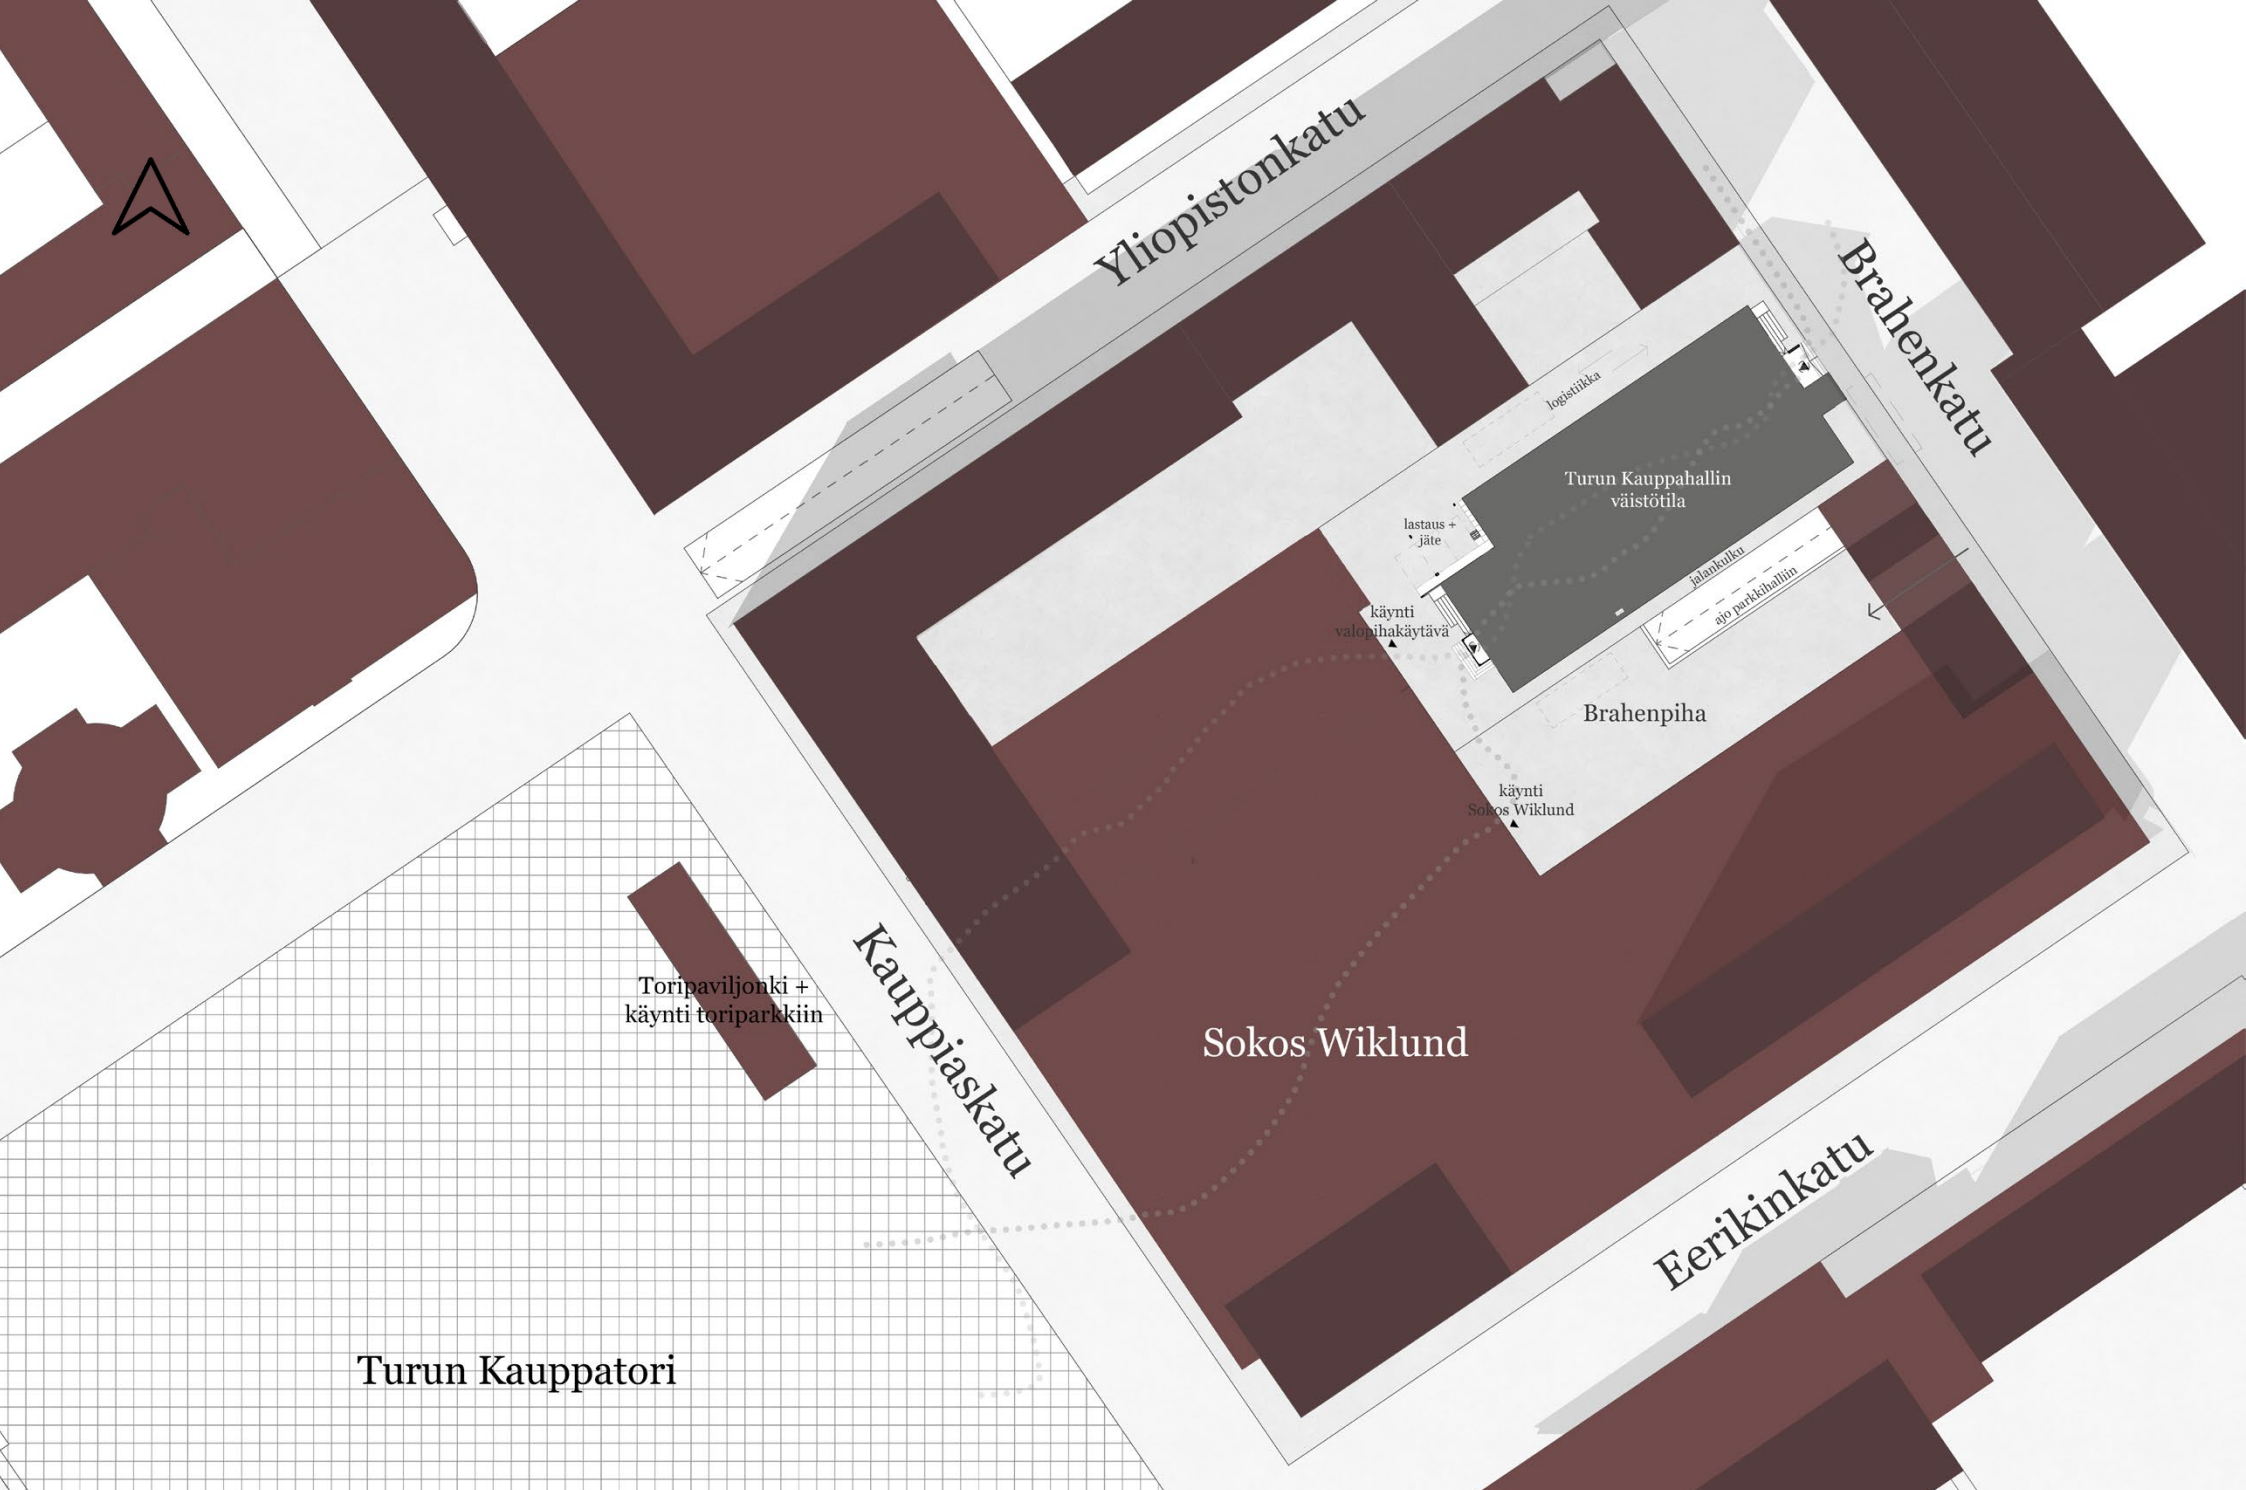 Yliopistonkatu
Brahenkatu
logistiikka
Turun Kauppahallin
väistötila
lastaus +
jäte
jalankulku
ajo parkkihalliin
käynti
valopihakäytävä
Brahenpiha
käynti
Sokos Wiklund
Toripaviljonki +
käynti toriparkkiin
Kauppiaskatu
Sokos Wiklund
Eerikinkatu
Turun Kauppatori